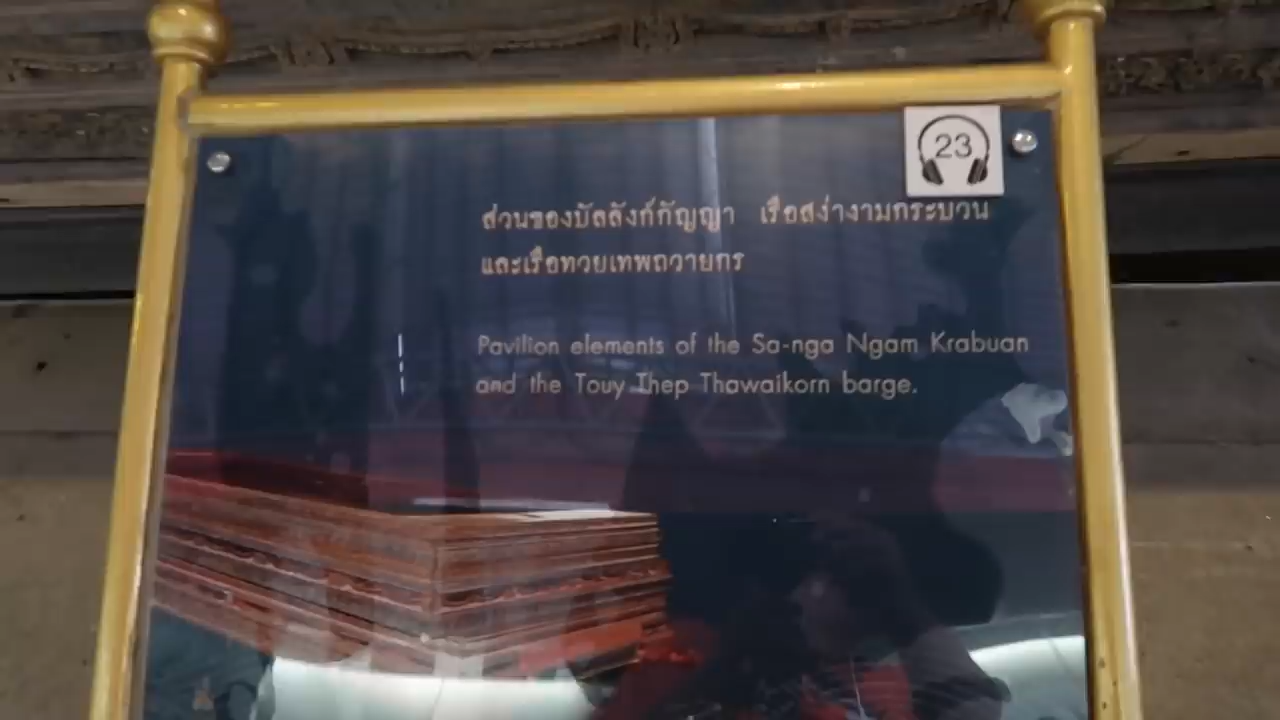 23
ส่วนของบัลลังก์กัญญา เรือสง่างามกระบวน
และเรือทวยเทพถวายกร
Pavilion elements of the Sa-nga Ngam Krabuan
and the Touy Thep Thawaikorn barge.